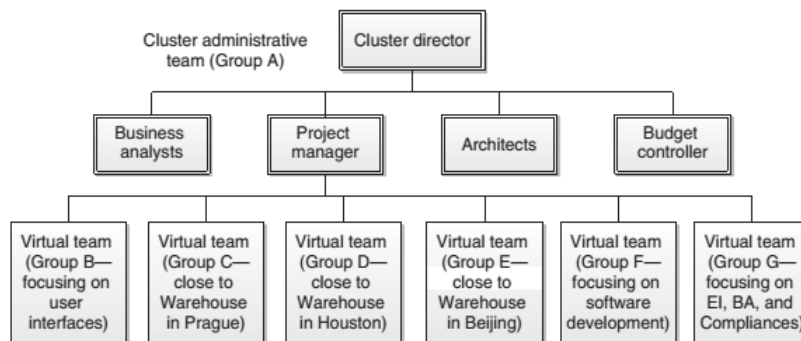 Cluster administrative
team (Group A)
Cluster director
Business
analysts
Project
manager
Architects
Budget
controller
Virtual team
(Group B—
focusing on
user
interfaces)
Virtual team
(Group C—
close to
Warehouse
in Prague)
Virtual team
(Group D—
close to
Warehouse
in Houston)
Virtual team
(Group E—
close to
Warehouse
in Beijing)
Virtual team
(Group F—
focusing on
software
development)
Virtual team
(Group G—
focusing on
EI, BA, and
Compliances)